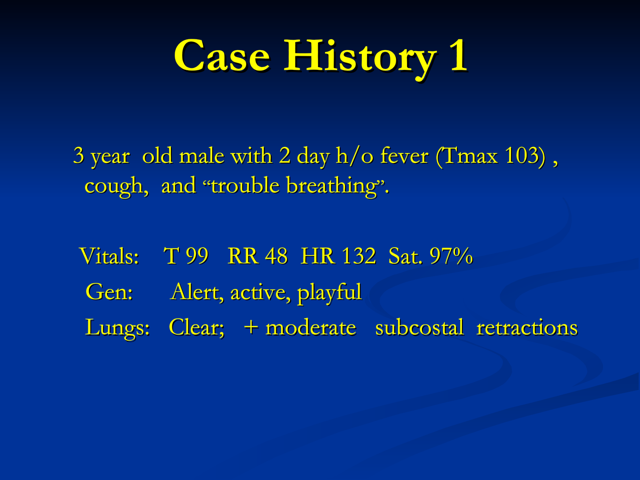 Case History 1
3 year old male with 2 day h/o fever (Tmax 103) ,
cough, and “trouble breathing”.
Vitals: T 99 RR 48 HR 132 Sat. 97%
Gen: Alert, active, playful
Lungs: Clear; + moderate subcostal retractions